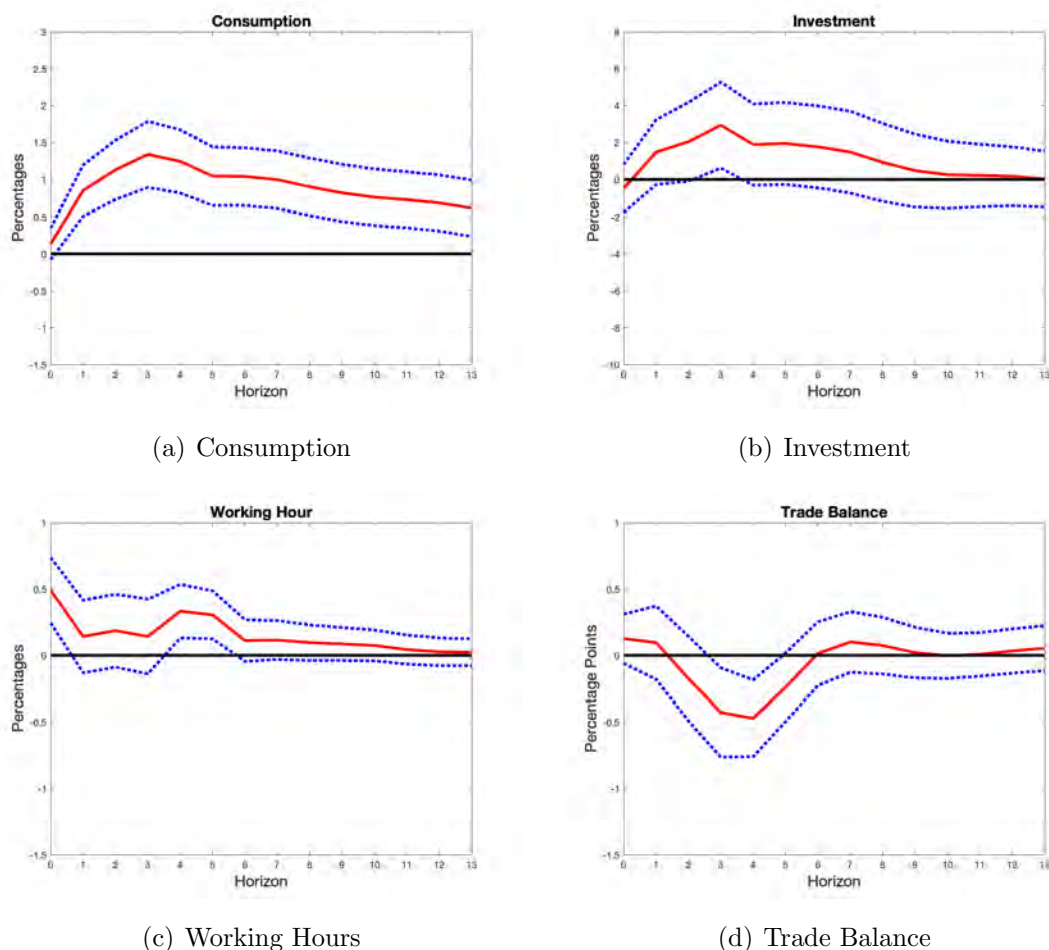 Consumption
3
2.5
2
1.5
1
0.5
0
-0.5
-1
-1.5
Percentages
0 1 2 3 4 5 6 7 8 9 10 11 12 13
Horizon
(a) Consumption
Investment
8
6
4
2
0
-2
-4
-6
-8
-10
Percentages
0 1 2 3 4 5 6 7 8 9 10 11 12 13
Horizon
(b) Investment
Working Hour
1
0.5
0
-0.5
-1
-1.5
Percentages
0 1 2 3 4 5 6 7 8 9 10 11 12 13
Horizon
(c) Working Hours
Trade Balance
1
0.5
0
-0.5
-1
-1.5
Percentage Points
0 1 2 3 4 5 6 7 8 9 10 11 12 13
Horizon
(d) Trade Balance